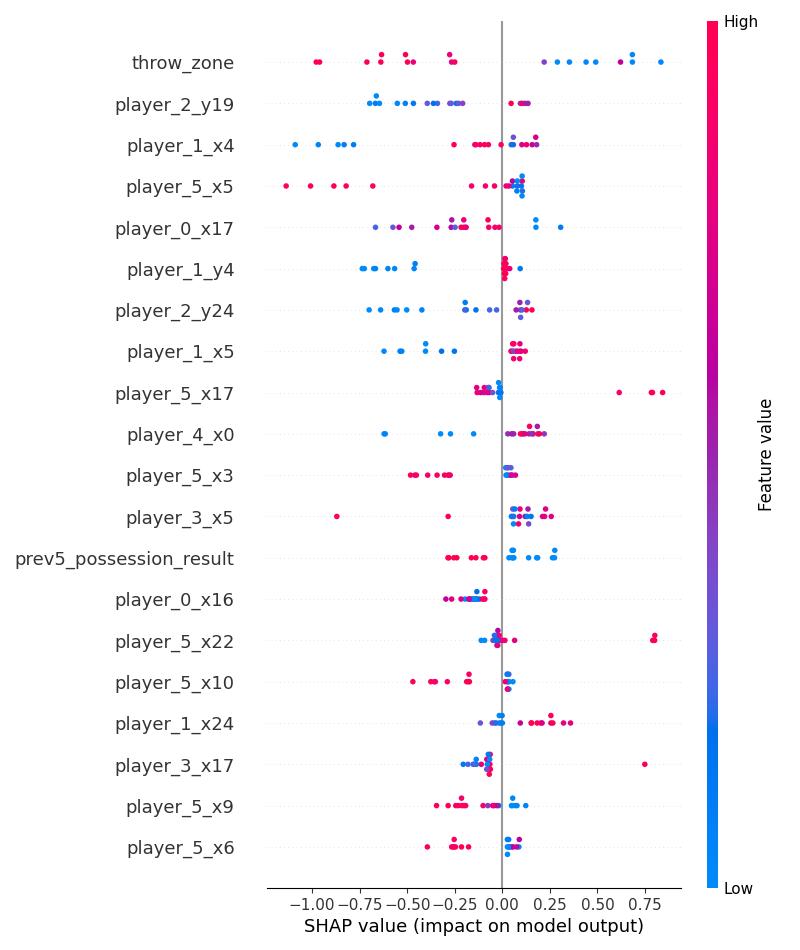 High
throw_zone
player_2_y19
player_1_x4
player_5_x5
player_0_x17
player_1_y4
player_2_y24
player_1_x5
player_5_x17
player_4_x0
player_5_x3
player_3_x5
prev5_possession_result
player_0_x16
player_5_x22
player_5_x10
player_1_x24
player_3_x17
player_5_x9
player_5_x6
Feature value
Low
−1.00 −0.75 −0.50 −0.25 0.00 0.25 0.50 0.75
SHAP value (impact on model output)